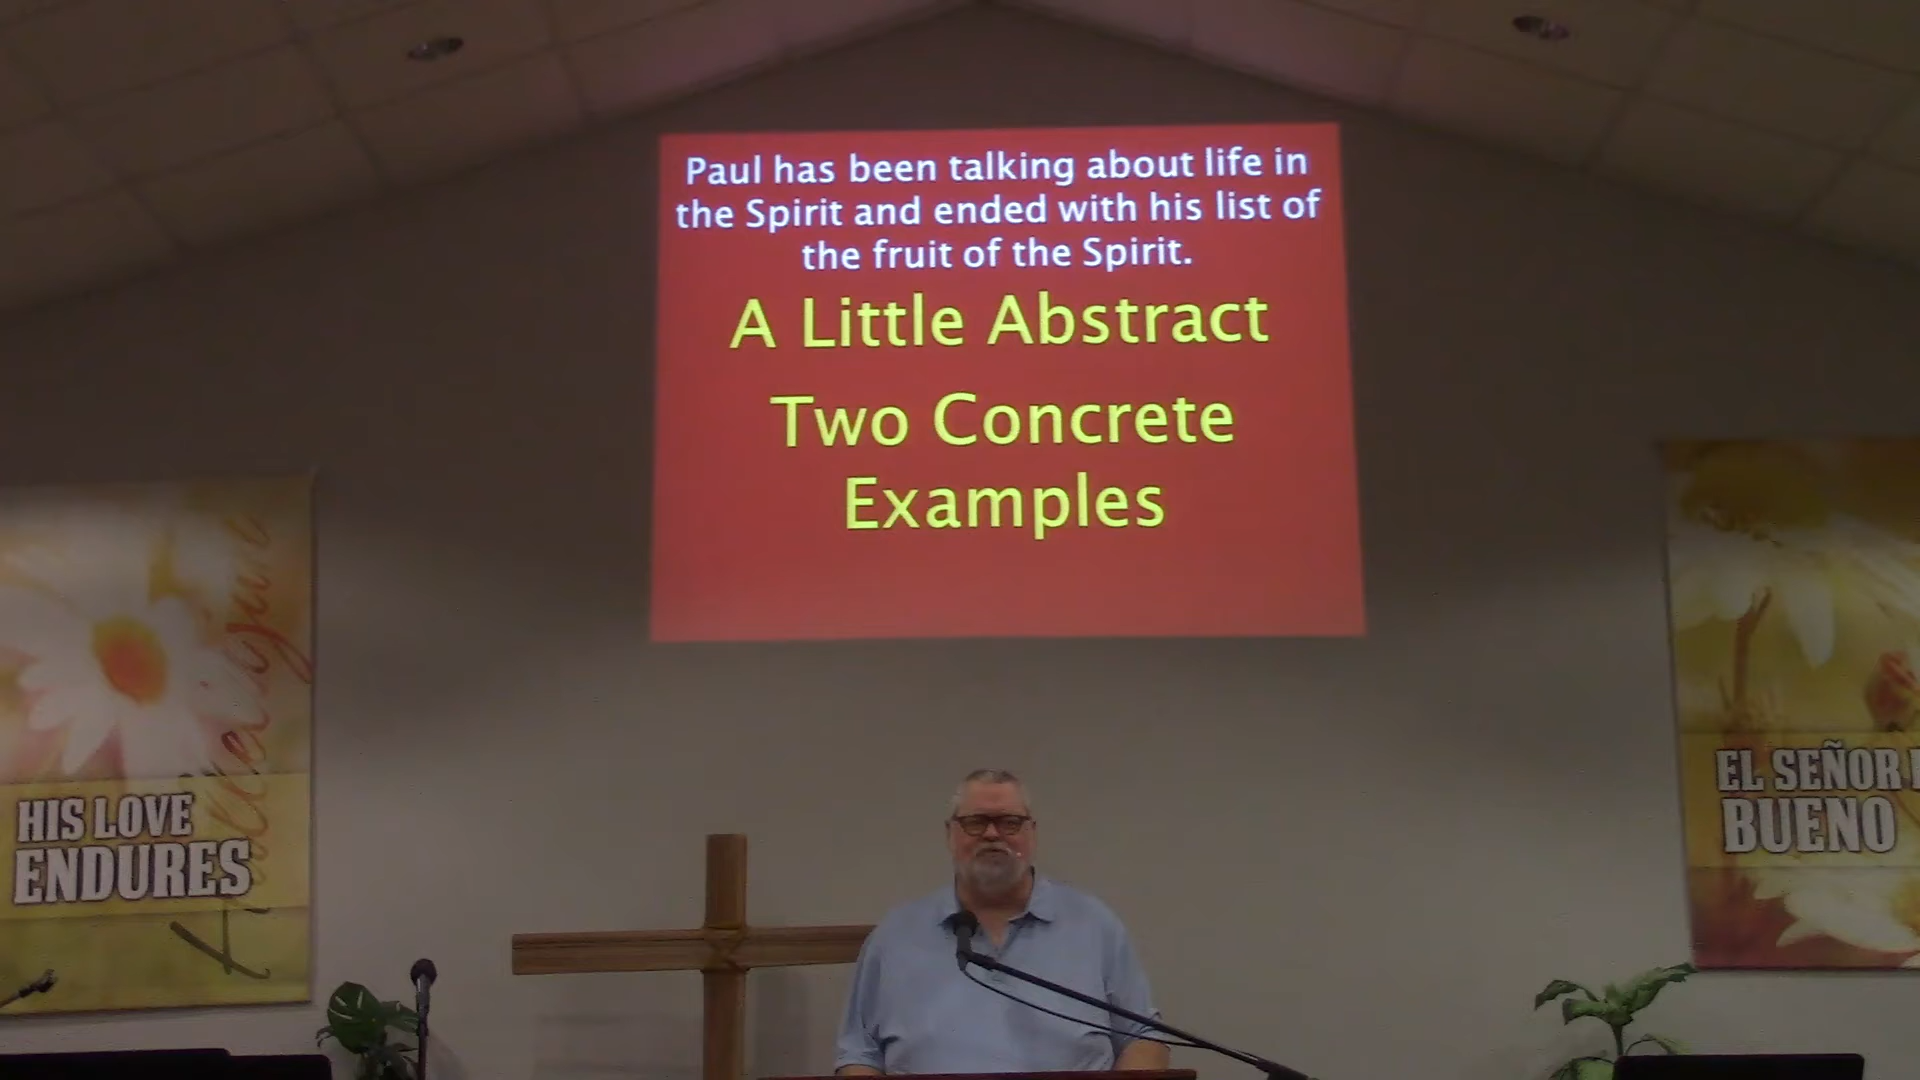 Paul has been talking about life in
the Spirit and ended with his list of
the fruit of the Spirit.
A Little Abstract
Two Concrete
Examples
HIS LOVE
ENDURES
Alleluia
EL SEÑOR
BUENO